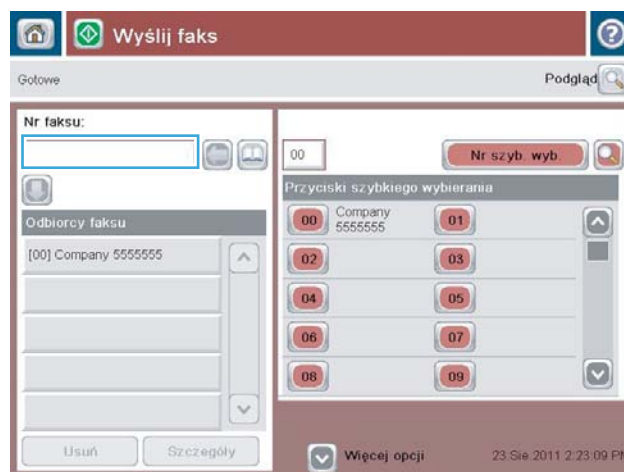 Wyślij faks
Gotowe
Podgląd
Nr faksu:
Odbiorcy faksu
[00] Company 5555555
Usuń
Szczegóły
00
Nr szyb. wyb.
Przyciski szybkiego wybierania
00 Company 5555555 01
02 03
04 05
06 07
08 09
Więcej opcji
23 Sie 2011 2:23:09 PM